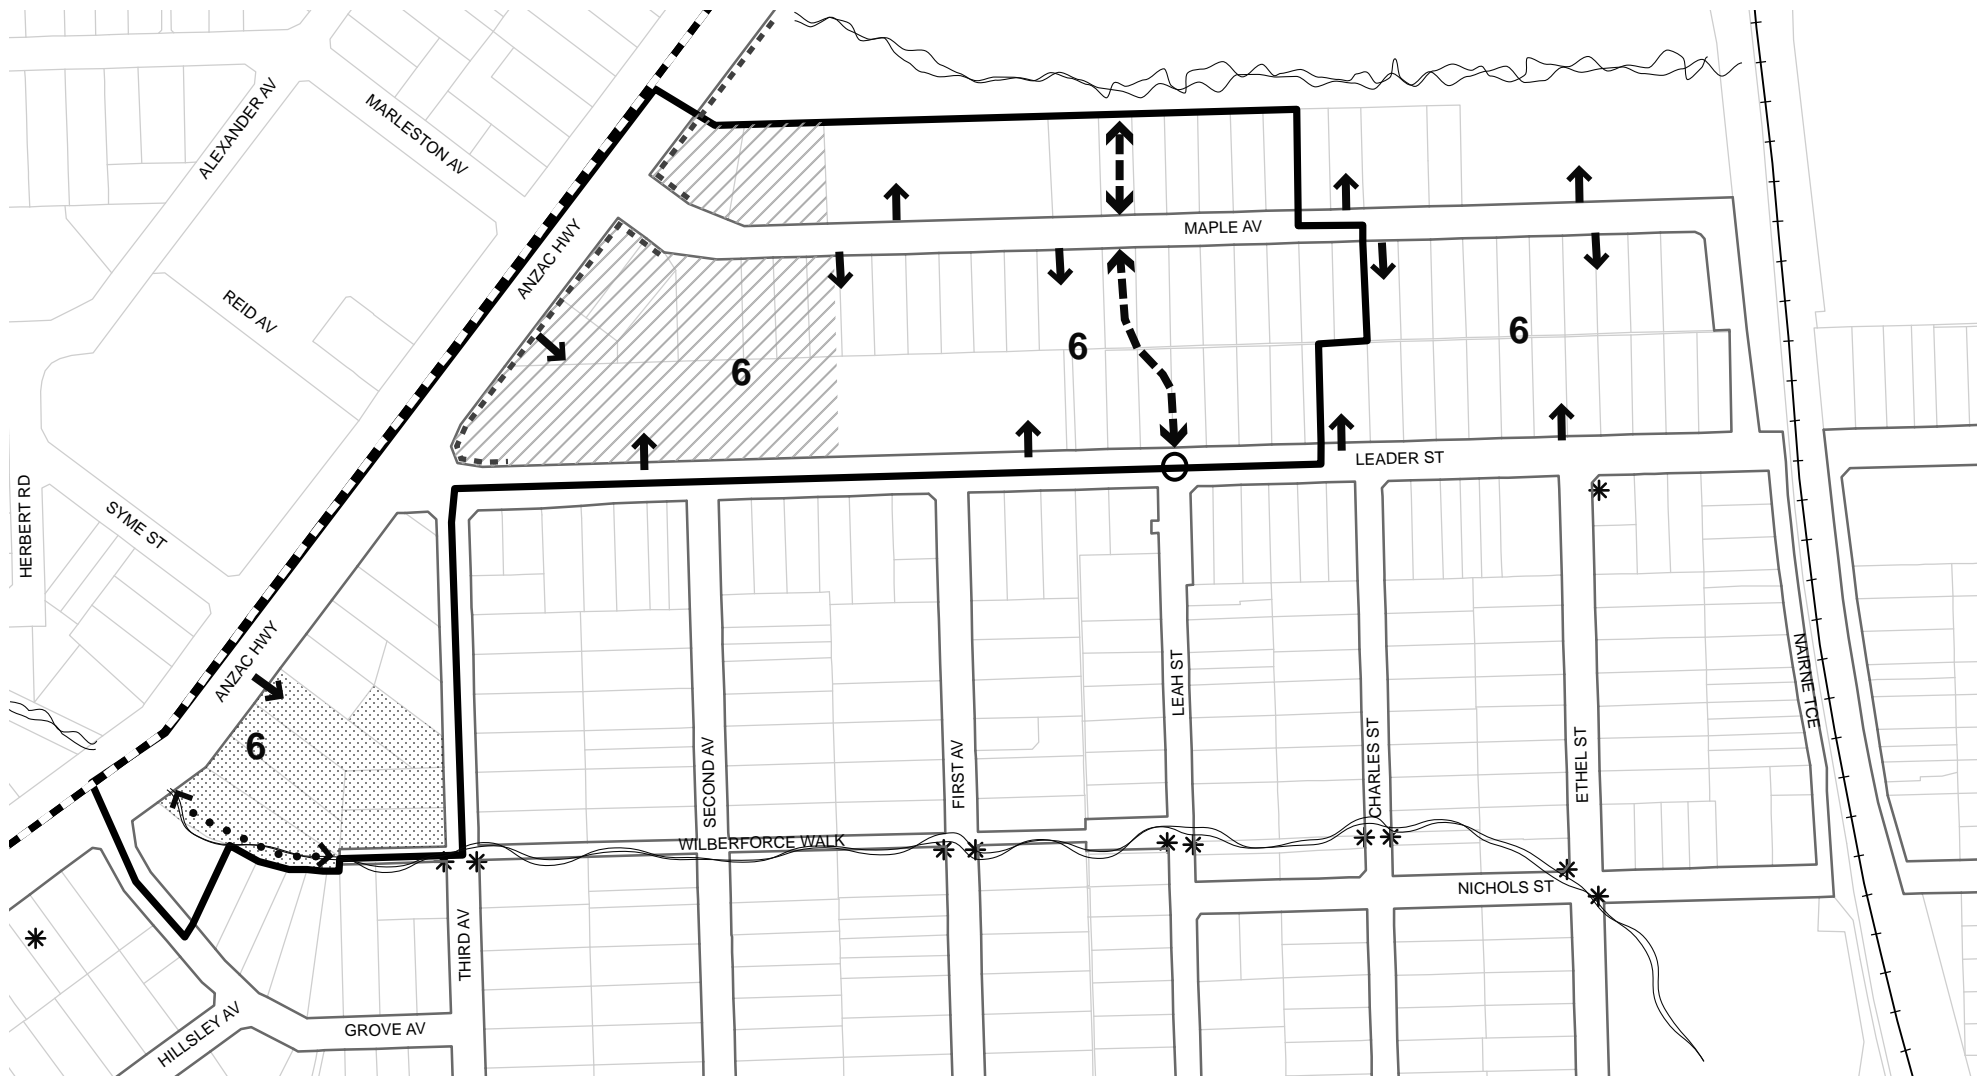 ALEXANDER AV
MARLESTON AV
ANZAC HWY
MAPLE AV
REID AV
6
6
6
LEADER ST
HERBERT RD
SYME ST
ANZAC HWY
6
LEAH ST
NAIRNE TCE
SECOND AV
FIRST AV
CHARLES ST
ETHEL ST
WILBERFORCE WALK
NICHOLS ST
THIRD AV
HILLSLEY AV
GROVE AV